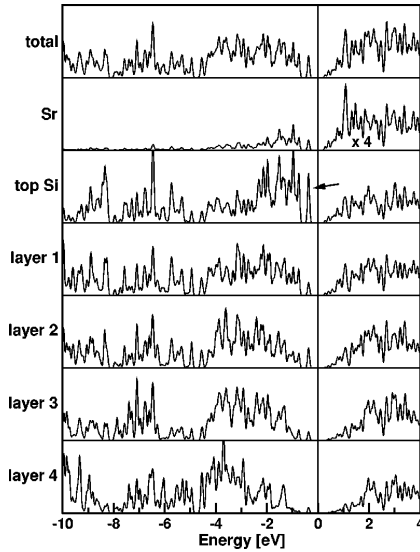 total
Sr
x 4
top Si
layer 1
layer 2
layer 3
layer 4
-10 -8 -6 -4 -2 0 2 4
Energy [eV]